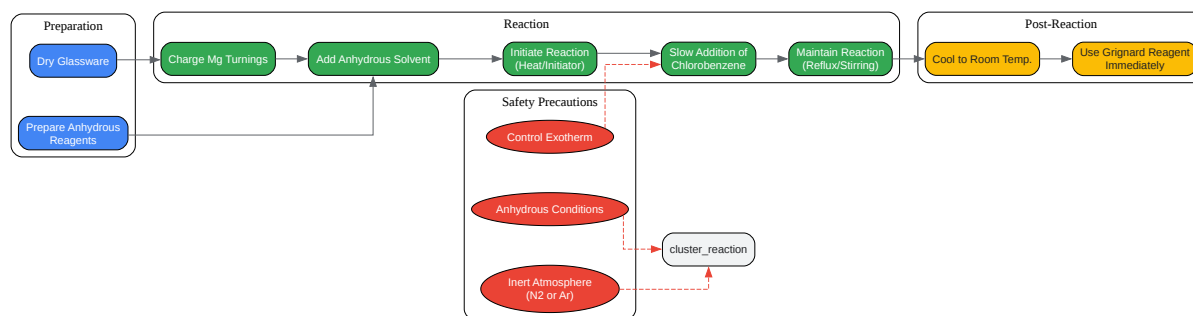 Preparation
Dry Glassware
Prepare Anhydrous
Reagents
Reaction
Charge Mg Turnings
Add Anhydrous Solvent
Initiate Reaction
(Heat/Initiator)
Slow Addition of
Chlorobenzene
Maintain Reaction
(Reflux/Stirring)
Post-Reaction
Cool to Room Temp.
Use Grignard Reagent
Immediately
Safety Precautions
Control Exotherm
Anhydrous Conditions
Inert Atmosphere
(N2 or Ar)
cluster_reaction